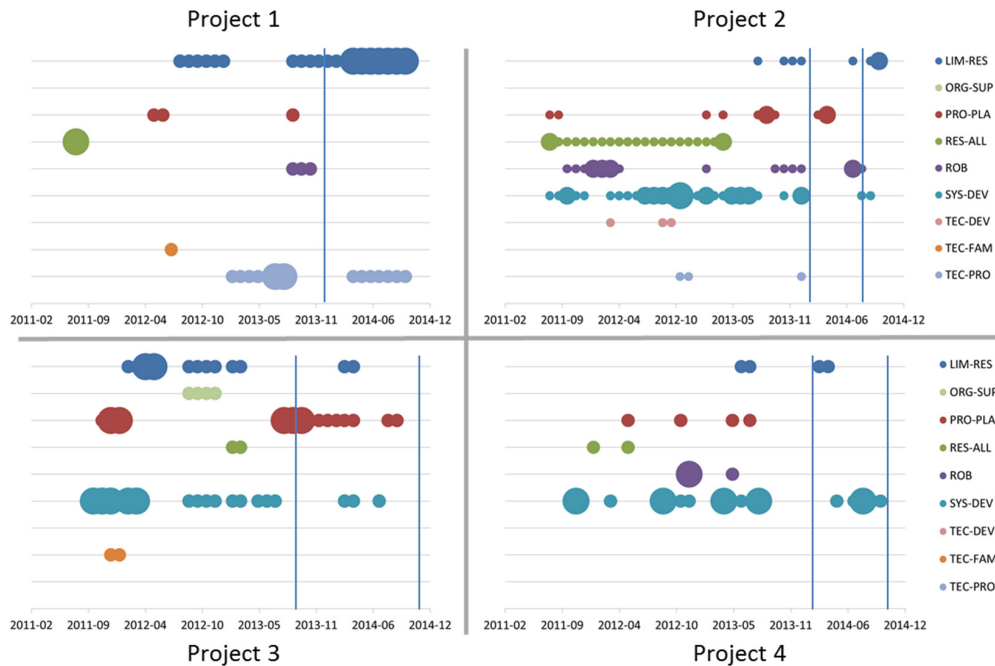 Project 1
Project 2
LIM-RES
ORG-SUP
PRO-PLA
RES-ALL
ROB
SYS-DEV
TEC-DEV
TEC-FAM
TEC-PRO
2011-02 2011-09 2012-04 2012-10 2013-05 2013-11 2014-06 2014-12
2011-02 2011-09 2012-04 2012-10 2013-05 2013-11 2014-06 2014-12
LIM-RES
ORG-SUP
PRO-PLA
RES-ALL
ROB
SYS-DEV
TEC-DEV
TEC-FAM
TEC-PRO
2011-02 2011-09 2012-04 2012-10 2013-05 2013-11 2014-06 2014-12
2011-02 2011-09 2012-04 2012-10 2013-05 2013-11 2014-06 2014-12
Project 3
Project 4